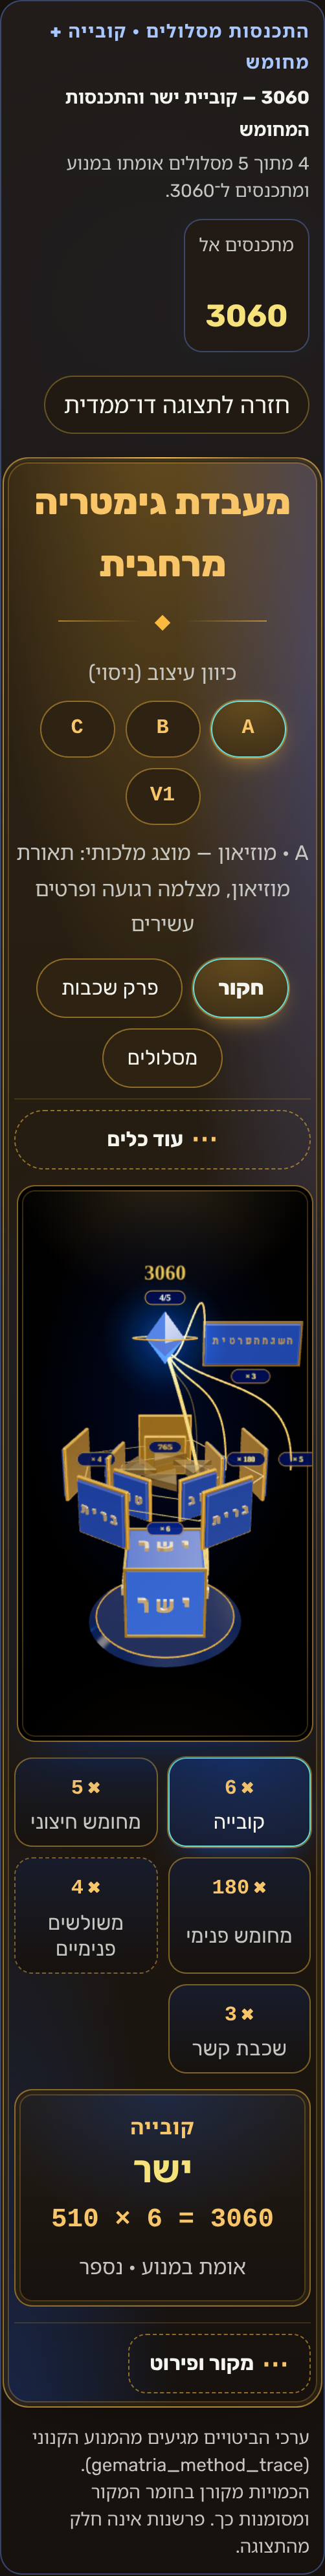 התכנסות מסלולים • קובייה +
מחומש
3060 — קוביית ישר והתכנסות
המחומש
4 מתוך 5 מסלולים אומתו במנוע
ומתכנסים ל־3060.
מתכנסים אל
3060
חזרה לתצוגה דו־ממדית
מעבדת גימטריה
מרחבית
כיוון עיצוב (ניסוי)
A B C
V1
A • מוזיאון — מוצג מלכותי: תאורת
מוזיאון, מצלמה רגועה ופרטים
עשירים
חקור פרק שכבות
מסלולים
••• עוד כלים
3060
4/5
השגחהפרטית
×3
765
×4
×180
×5
ברית
ט
ב
ברית
×6
ישר
ישר
×6 ×5
קובייה מחומש חיצוני
×180 ×4
מחומש פנימי משולשים
פנימיים
×3
שכבת קשר
קובייה
ישר
510 × 6 = 3060
אומת במנוע • נספר
••• מקור ופירוט
ערכי הביטויים מגיעים מהמנוע הקנוני
(gematria_method_trace).
הכמויות מקורן בחומר המקור
ומסומנות כך. פרשנות אינה חלק
מהתצוגה.